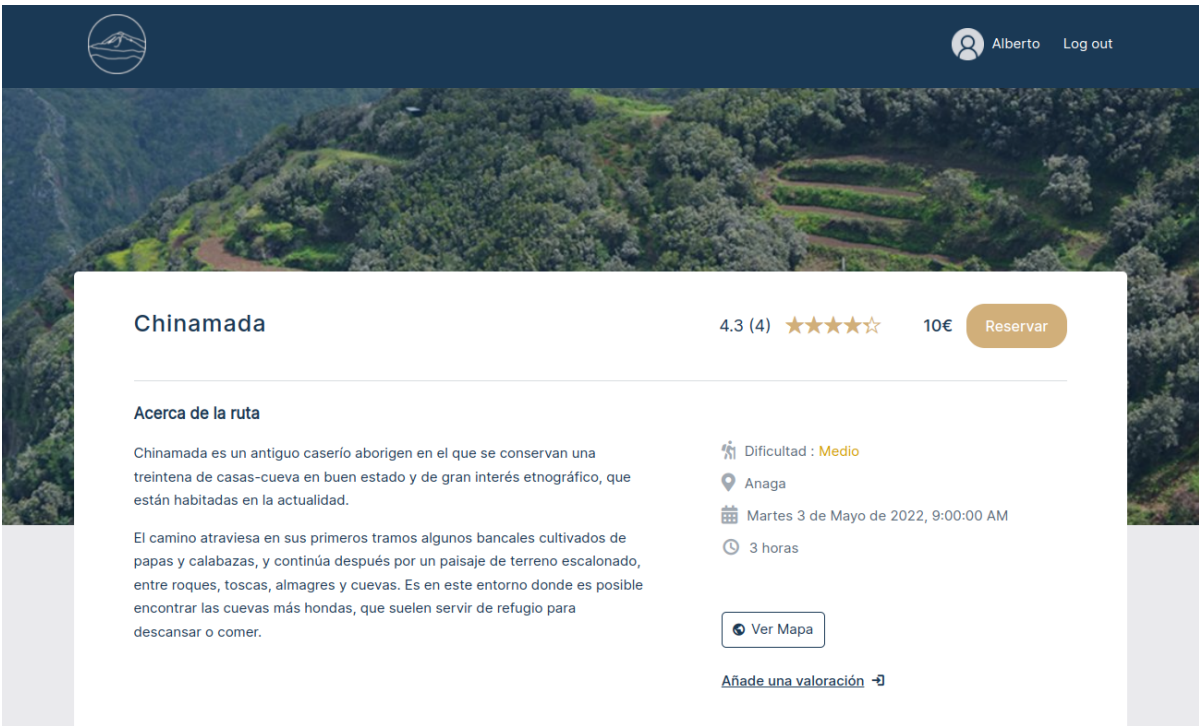 Alberto Log out
Chinamada
4.3 (4) 10€ Reservar
Acerca de la ruta
Chinamada es un antiguo caserío aborigen en el que se conservan una
treintena de casas-cueva en buen estado y de gran interés etnográfico, que
están habitadas en la actualidad.
El camino atraviesa en sus primeros tramos algunos bancales cultivados de
papas y calabazas, y continúa después por un paisaje de terreno escalonado,
entre roques, toscas, almagres y cuevas. Es en este entorno donde es posible
encontrar las cuevas más hondas, que suelen servir de refugio para
descansar o comer.
Dificultad : Medio
Anaga
Martes 3 de Mayo de 2022, 9:00:00 AM
3 horas
Ver Mapa
Añade una valoración